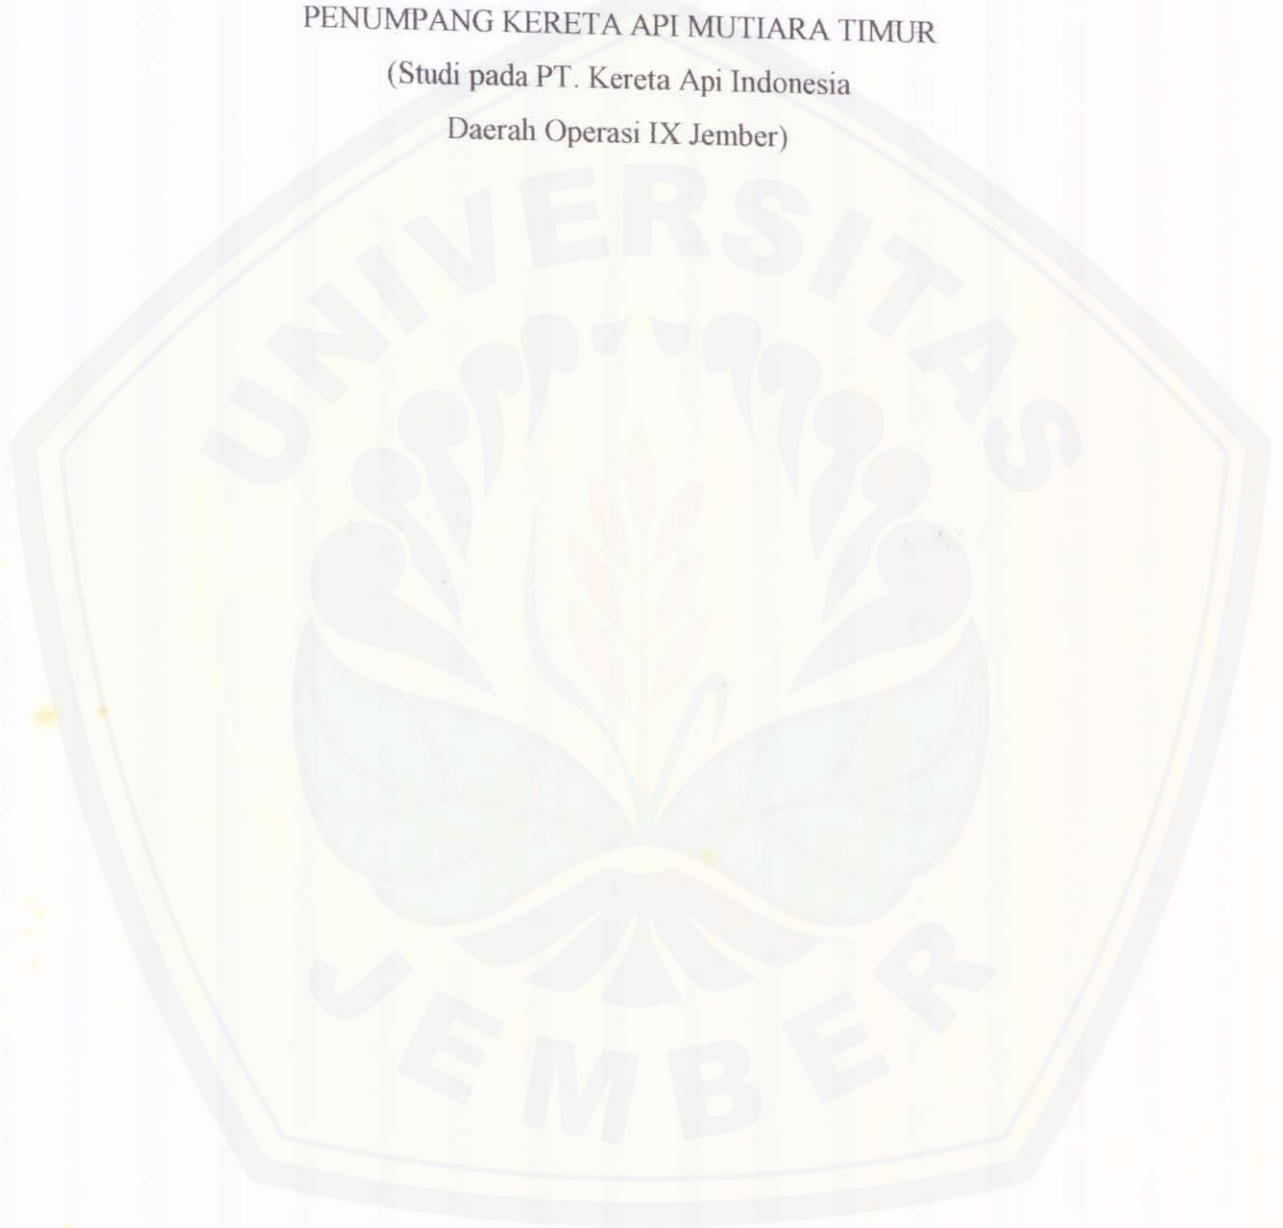 PENUMPANG KERETA API MUTIARA TIMUR
(Studi pada PT. Kereta Api Indonesia
Daerah Operasi IX Jember)
UNIVERSITAS
JEMBER